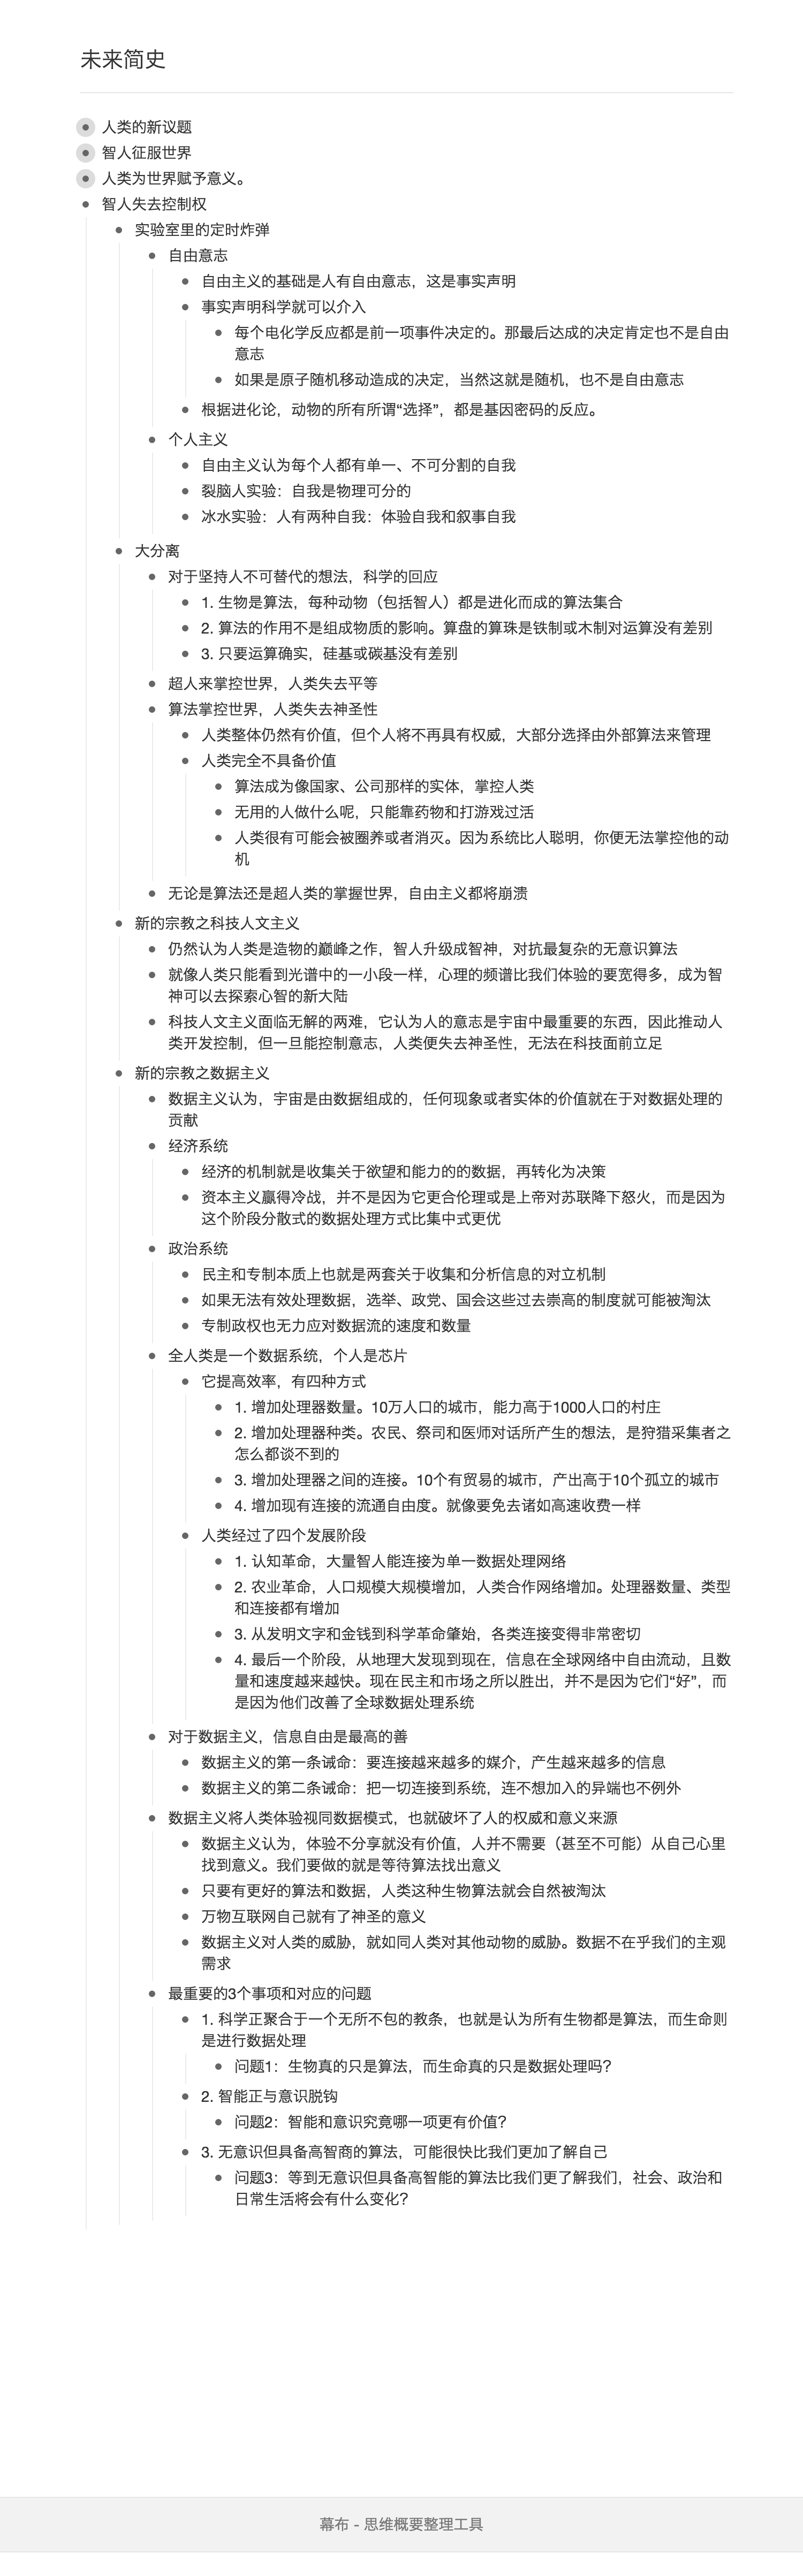 未来简史
人类的新议题
智人征服世界
人类为世界赋予意义。
智人失去控制权
实验室里的定时炸弹
自由意志
自由主义的基础是人有自由意志，这是事实声明
事实声明科学就可以介入
每个电化学反应都是前一项事件决定的。那最后达成的决定肯定也不是自由
意志
如果是原子随机移动造成的决定，当然这就是随机，也不是自由意志
根据进化论，动物的所有所谓“选择”，都是基因密码的反应。
个人主义
自由主义认为每个人都有单一、不可分割的自我
裂脑人实验：自我是物理可分的
冰水实验：人有两种自我：体验自我和叙事自我
大分离
对于坚持人不可替代的想法，科学的回应
1. 生物是算法，每种动物（包括智人）都是进化而成的算法集合
2. 算法的作用不是组成物质的影响。算盘的算珠是铁制或木制对运算没有差别
3. 只要运算确实，硅基或碳基没有差别
超人来掌控世界，人类失去平等
算法掌控世界，人类失去神圣性
人类整体仍然有价值，但个人将不再具有权威，大部分选择由外部算法来管理
人类完全不具备价值
算法成为像国家、公司那样的实体，掌控人类
无用的人做什么呢，只能靠药物和打游戏过活
人类很有可能会被圈养或者消灭。因为系统比人聪明，你便无法掌控他的动
机
无论是算法还是超人类的掌握世界，自由主义都将崩溃
新的宗教之科技人文主义
仍然认为人类是造物的巅峰之作，智人升级成智神，对抗最复杂的无意识算法
就像人类只能看到光谱中的一小段一样，心理的频谱比我们体验的要宽得多，成为智
神可以去探索心智的新大陆
科技人文主义面临无解的两难，它认为人的意志是宇宙中最重要的东西，因此推动人
类开发控制，但一旦能控制意志，人类便失去神圣性，无法在科技面前立足
新的宗教之数据主义
数据主义认为，宇宙是由数据组成的，任何现象或者实体的价值就在于对数据处理的
贡献
经济系统
经济的机制就是收集关于欲望和能力的的数据，再转化为决策
资本主义赢得冷战，并不是因为它更合伦理或是上帝对苏联降下怒火，而是因为
这个阶段分散式的数据处理方式比集中式更优
政治系统
民主和专制本质上也就是两套关于收集和分析信息的对立机制
如果无法有效处理数据，选举、政党、国会这些过去崇高的制度就可能被淘汰
专制政权也无力应对数据流的速度和数量
全人类是一个数据系统，个人是芯片
它提高效率，有四种方式
1. 增加处理器数量。10万人口的城市，能力高于1000人口的村庄
2. 增加处理器种类。农民、祭司和医师对话所产生的想法，是狩猎采集者之
怎么都谈不到的
3. 增加处理器之间的连接。10个有贸易的城市，产出高于10个孤立的城市
4. 增加现有连接的流通自由度。就像要免去诸如高速收费一样
人类经过了四个发展阶段
1. 认知革命，大量智人能连接为单一数据处理网络
2. 农业革命，人口规模大规模增加，人类合作网络增加。处理器数量、类型
和连接都有增加
3. 从发明文字和金钱到科学革命肇始，各类连接变得非常密切
4. 最后一个阶段，从地理大发现到现在，信息在全球网络中自由流动，且数
量和速度越来越快。现在民主和市场之所以胜出，并不是因为它们“好”，而
是因为他们改善了全球数据处理系统
对于数据主义，信息自由是最高的善
数据主义的第一条诫命：要连接越来越多的媒介，产生越来越多的信息
数据主义的第二条诫命：把一切连接到系统，连不想加入的异端也不例外
数据主义将人类体验视同数据模式，也就破坏了人的权威和意义来源
数据主义认为，体验不分享就没有价值，人并不需要（甚至不可能）从自己心里
找到意义。我们要做的就是等待算法找出意义
只要有更好的算法和数据，人类这种生物算法就会自然被淘汰
万物互联网自己就有了神圣的意义
数据主义对人类的威胁，就如同人类对其他动物的威胁。数据不在乎我们的主观
需求
最重要的3个事项和对应的问题
1. 科学正聚合于一个无所不包的教条，也就是认为所有生物都是算法，而生命则
是进行数据处理
问题1：生物真的只是算法，而生命真的只是数据处理吗？
2. 智能正与意识脱钩
问题2：智能和意识究竟哪一项更有价值？
3. 无意识但具备高智商的算法，可能很快比我们更加了解自己
问题3：等到无意识但具备高智能的算法比我们更了解我们，社会、政治和
日常生活将会有什么变化？
幕布 - 思维概要整理工具